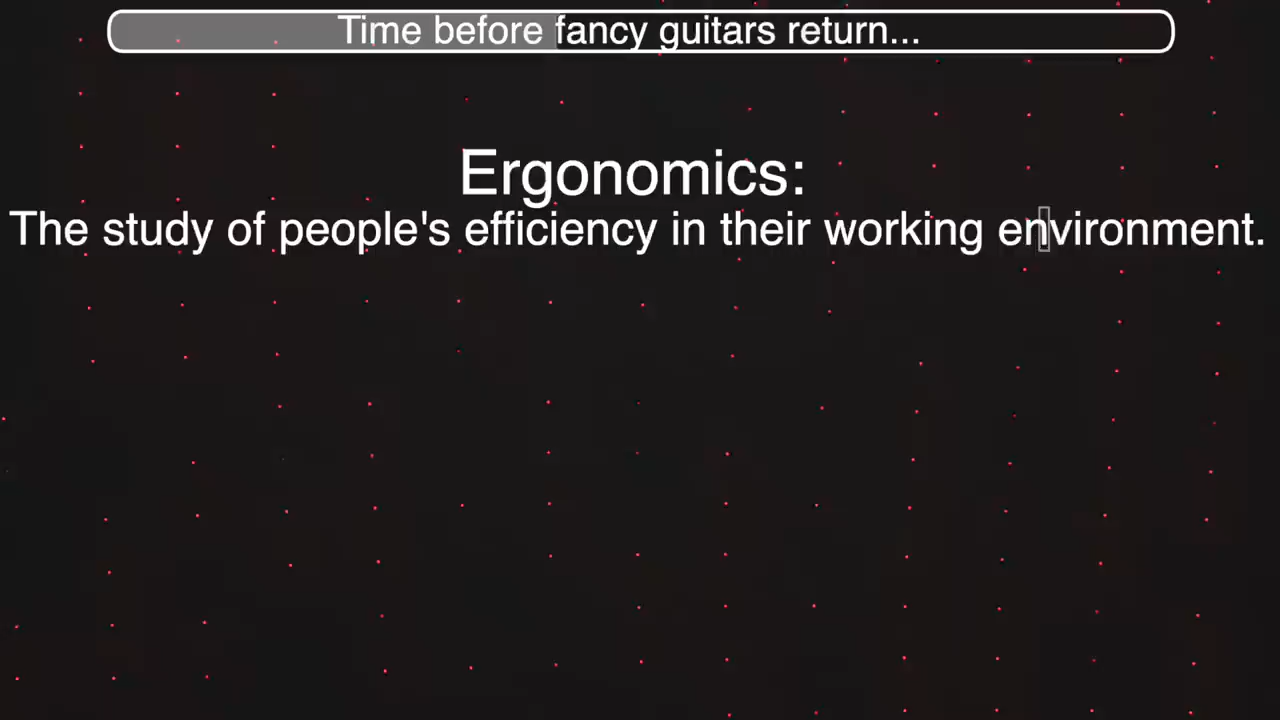 Time before fancy guitars return...
Ergonomics:
The study of people's efficiency in their working environment.